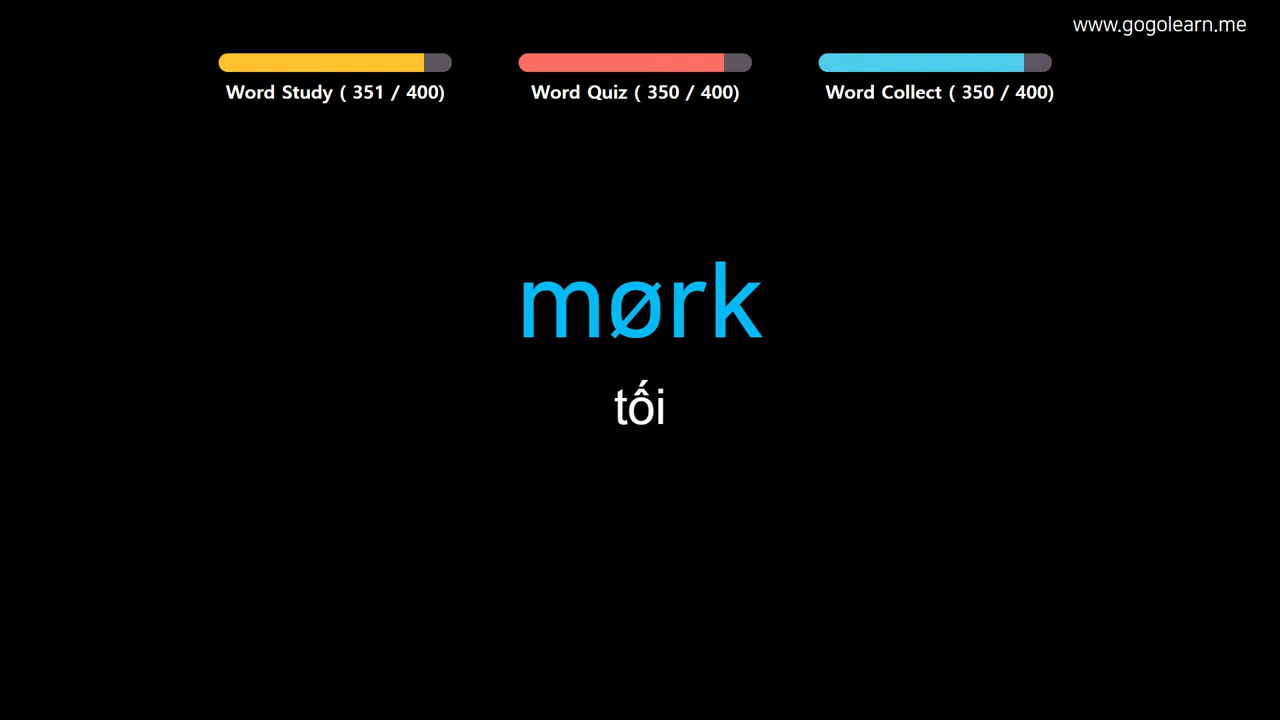 www.gogolearn.me
Word Study ( 351 / 400)
Word Quiz ( 350 / 400)
Word Collect ( 350 / 400)
mørk
tối